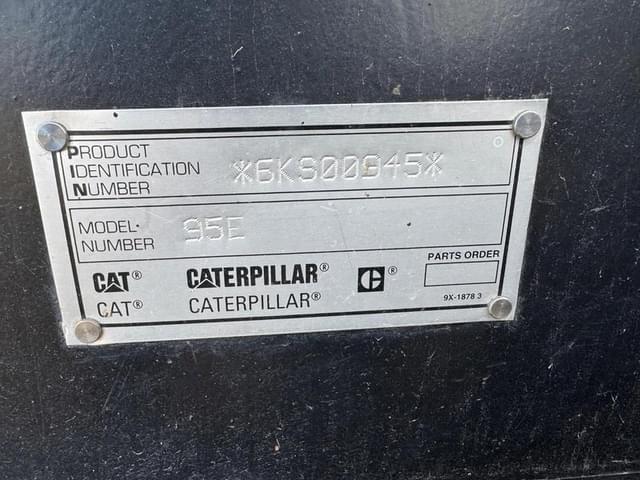 PRODUCT
IDENTIFICATION
NUMBER
*6KS00945*
MODEL
NUMBER
95E
PARTS ORDER
CAT® CATERPILLAR® C®
CAT® CATERPILLAR®
9X-1878 3